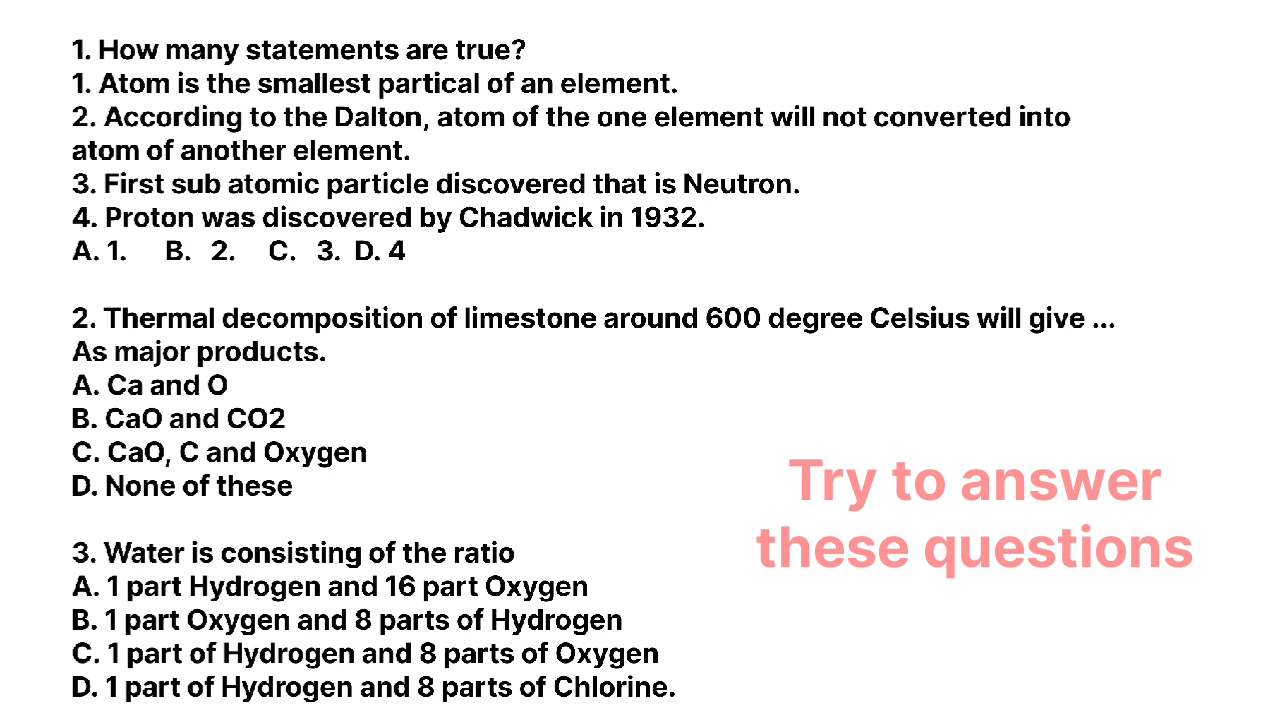 1. How many statements are true?
1. Atom is the smallest partical of an element.
2. According to the Dalton, atom of the one element will not converted into
atom of another element.
3. First sub atomic particle discovered that is Neutron.
4. Proton was discovered by Chadwick in 1932.
A. 1. B. 2. C. 3. D. 4
2. Thermal decomposition of limestone around 600 degree Celsius will give ...
As major products.
A. Ca and O
B. CaO and CO2
C. CaO, C and Oxygen
D. None of these
3. Water is consisting of the ratio
A. 1 part Hydrogen and 16 part Oxygen
B. 1 part Oxygen and 8 parts of Hydrogen
C. 1 part of Hydrogen and 8 parts of Oxygen
D. 1 part of Hydrogen and 8 parts of Chlorine.
Try to answer
these questions